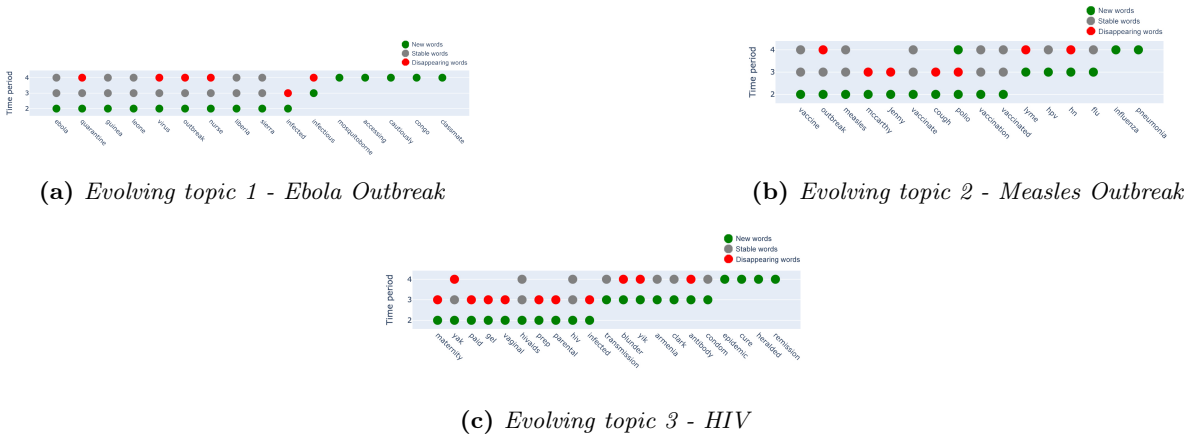 New words
Stable words
Disappearing words
Time period
4
3
2
ebola
quarantine
guinea
leone
virus
outbreak
nurse
liberia
sierra
infected
infectious
mosquitoborne
accessing
cautiously
congo
classmate
(a) Evolving topic 1 - Ebola Outbreak
New words
Stable words
Disappearing words
Time period
4
3
2
vaccine
outbreak
measles
mccarthy
jenny
vaccinate
cough
polio
vaccination
vaccinated
lyme
hpv
hn
flu
influenza
pneumonia
(b) Evolving topic 2 - Measles Outbreak
New words
Stable words
Disappearing words
Time period
4
3
2
maternity
yak
paid
gel
vaginal
hivaids
prep
parental
hiv
infected
transmission
blunder
yik
armenia
clark
antibody
condom
epidemic
cure
heralded
remission
(c) Evolving topic 3 - HIV